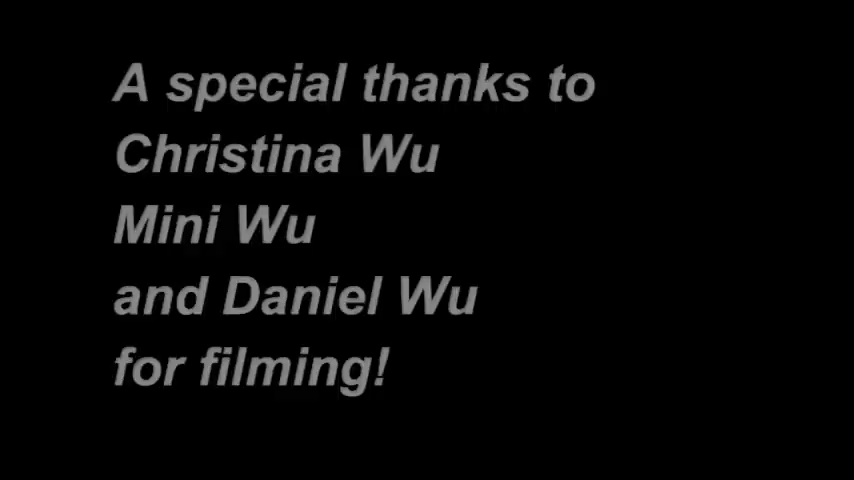 A special thanks to
Christina Wu
Mini Wu
and Daniel Wu
for filming!